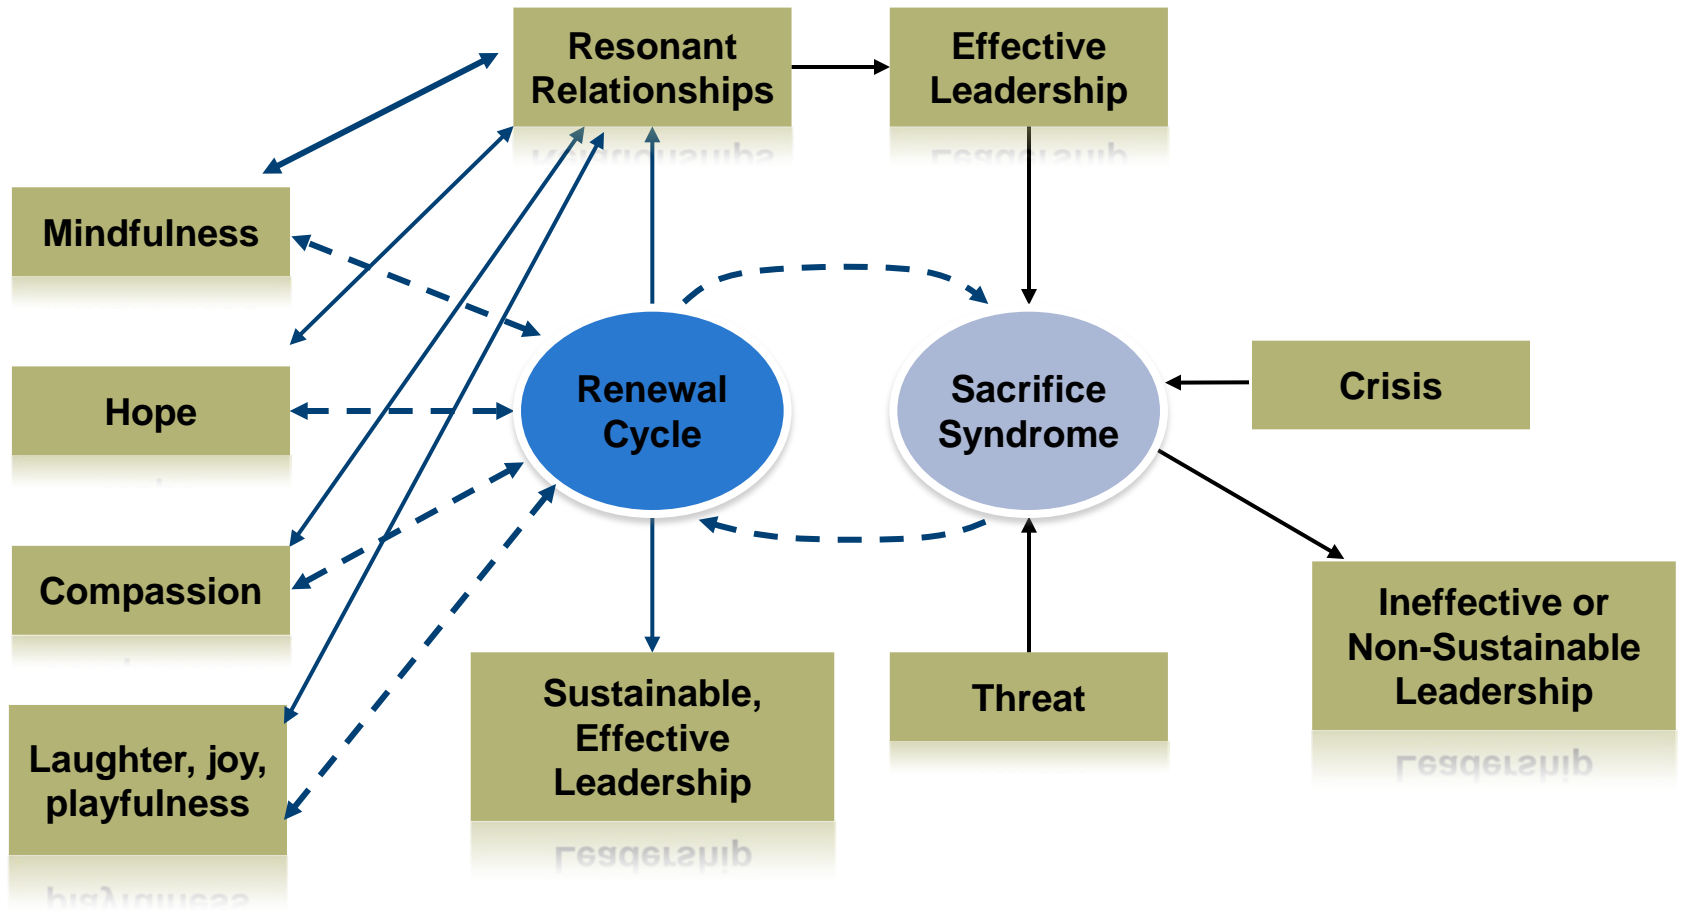 Resonant
Relationships
Effective
Leadership
Mindfulness
Hope
Compassion
Laughter, joy,
playfulness
Renewal
Cycle
Sacrifice
Syndrome
Crisis
Sustainable,
Effective
Leadership
Threat
Ineffective or
Non-Sustainable
Leadership